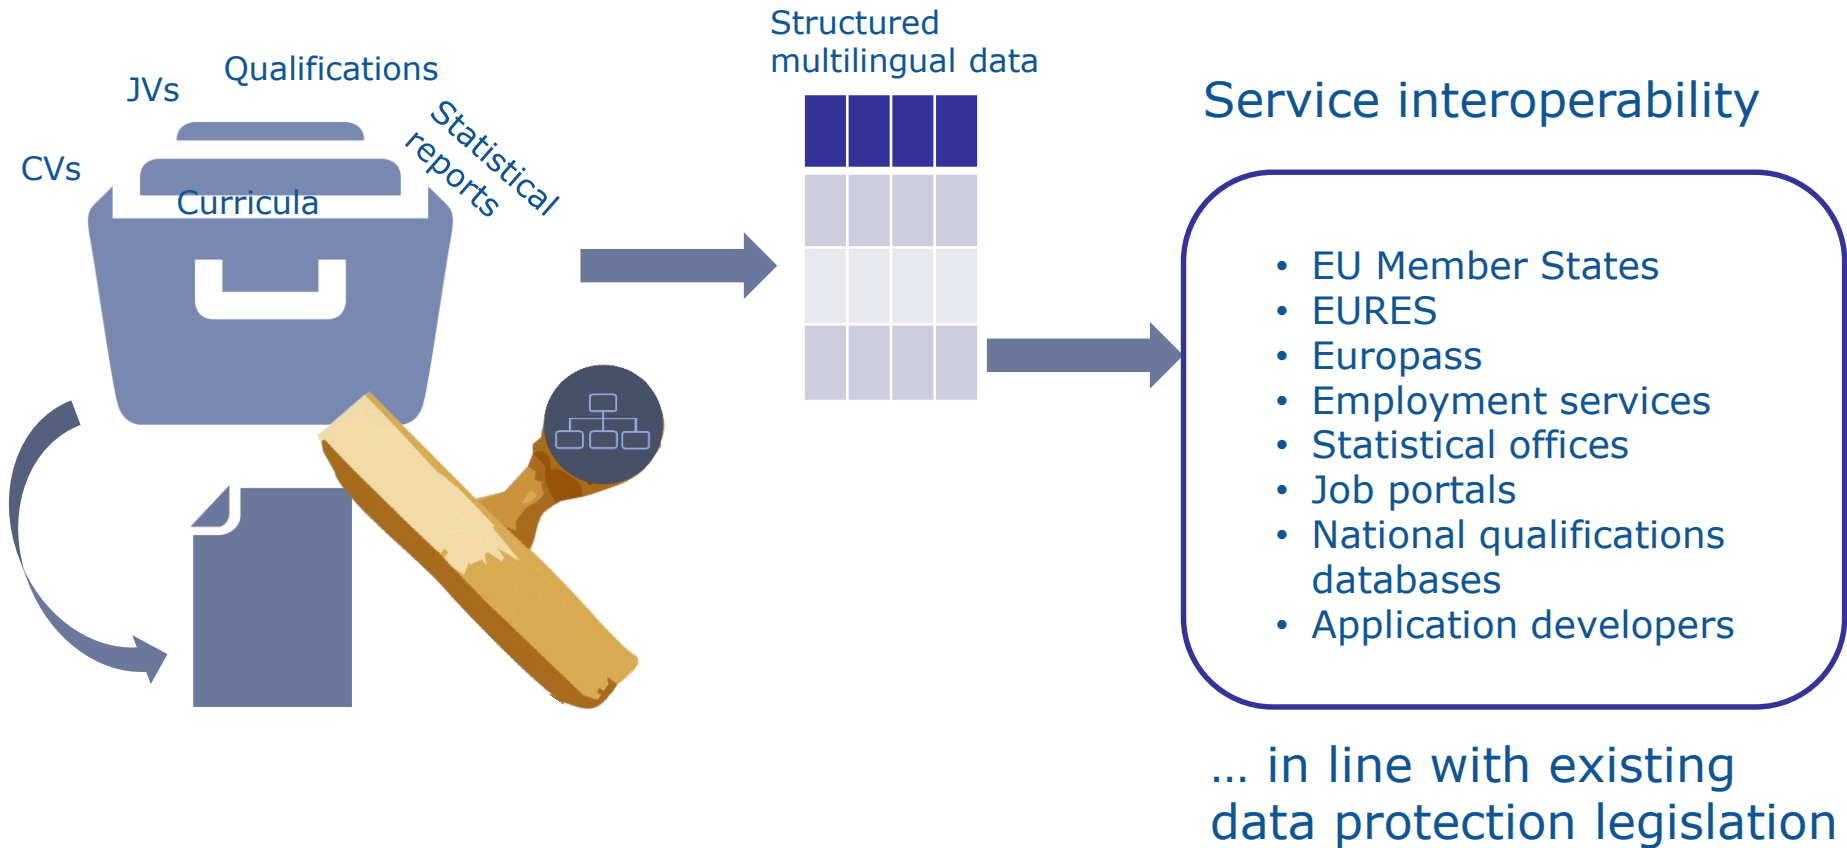 CVs
JVs
Qualifications
Statistical
reports
Curricula
Structured
multilingual data
Service interoperability
• EU Member States
• EURES
• Europass
• Employment services
• Statistical offices
• Job portals
• National qualifications
databases
• Application developers
... in line with existing
data protection legislation